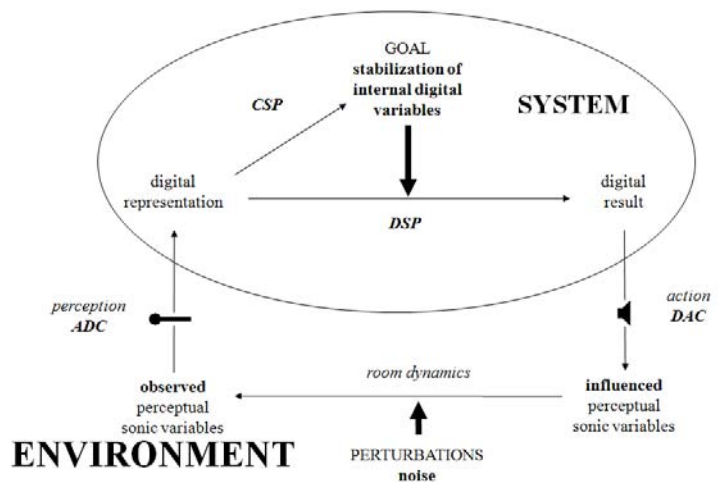 GOAL
stabilization of
internal digital
variables
SYSTEM
CSP
digital
representation
DSP
digital
result
perception
ADC
action
DAC
room dynamics
observed
perceptual
sonic variables
influenced
perceptual
sonic variables
ENVIRONMENT
PERTURBATIONS
noise